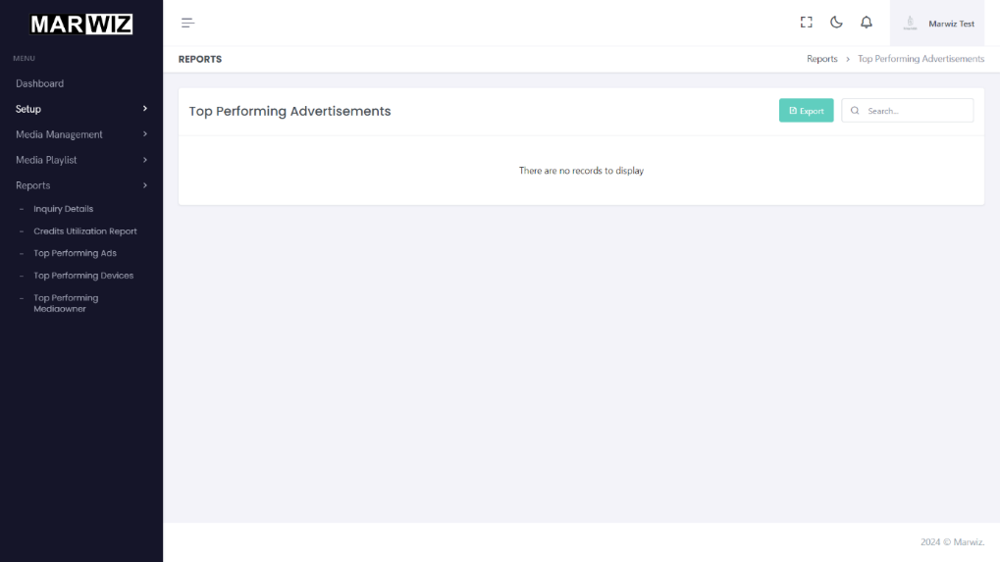 MARWIZ
Marwiz Test
MENU
REPORTS
Reports > Top Performing Advertisements
Dashboard
Setup
Media Management
Media Playlist
Reports
Inquiry Details
Credits Utilization Report
Top Performing Ads
Top Performing Devices
Top Performing
Mediaowner
Top Performing Advertisements
Export
Search...
There are no records to display
2024 © Marwiz.